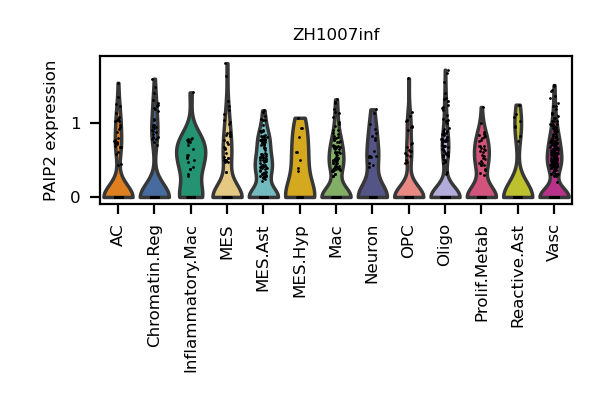 ZH1007inf
PAIP2 expression
1
0
AC
Chromatin.Reg
Inflammatory.Mac
MES
MES.Ast
MES.Hyp
Mac
Neuron
OPC
Oligo
Prolif.Metab
Reactive.Ast
Vasc